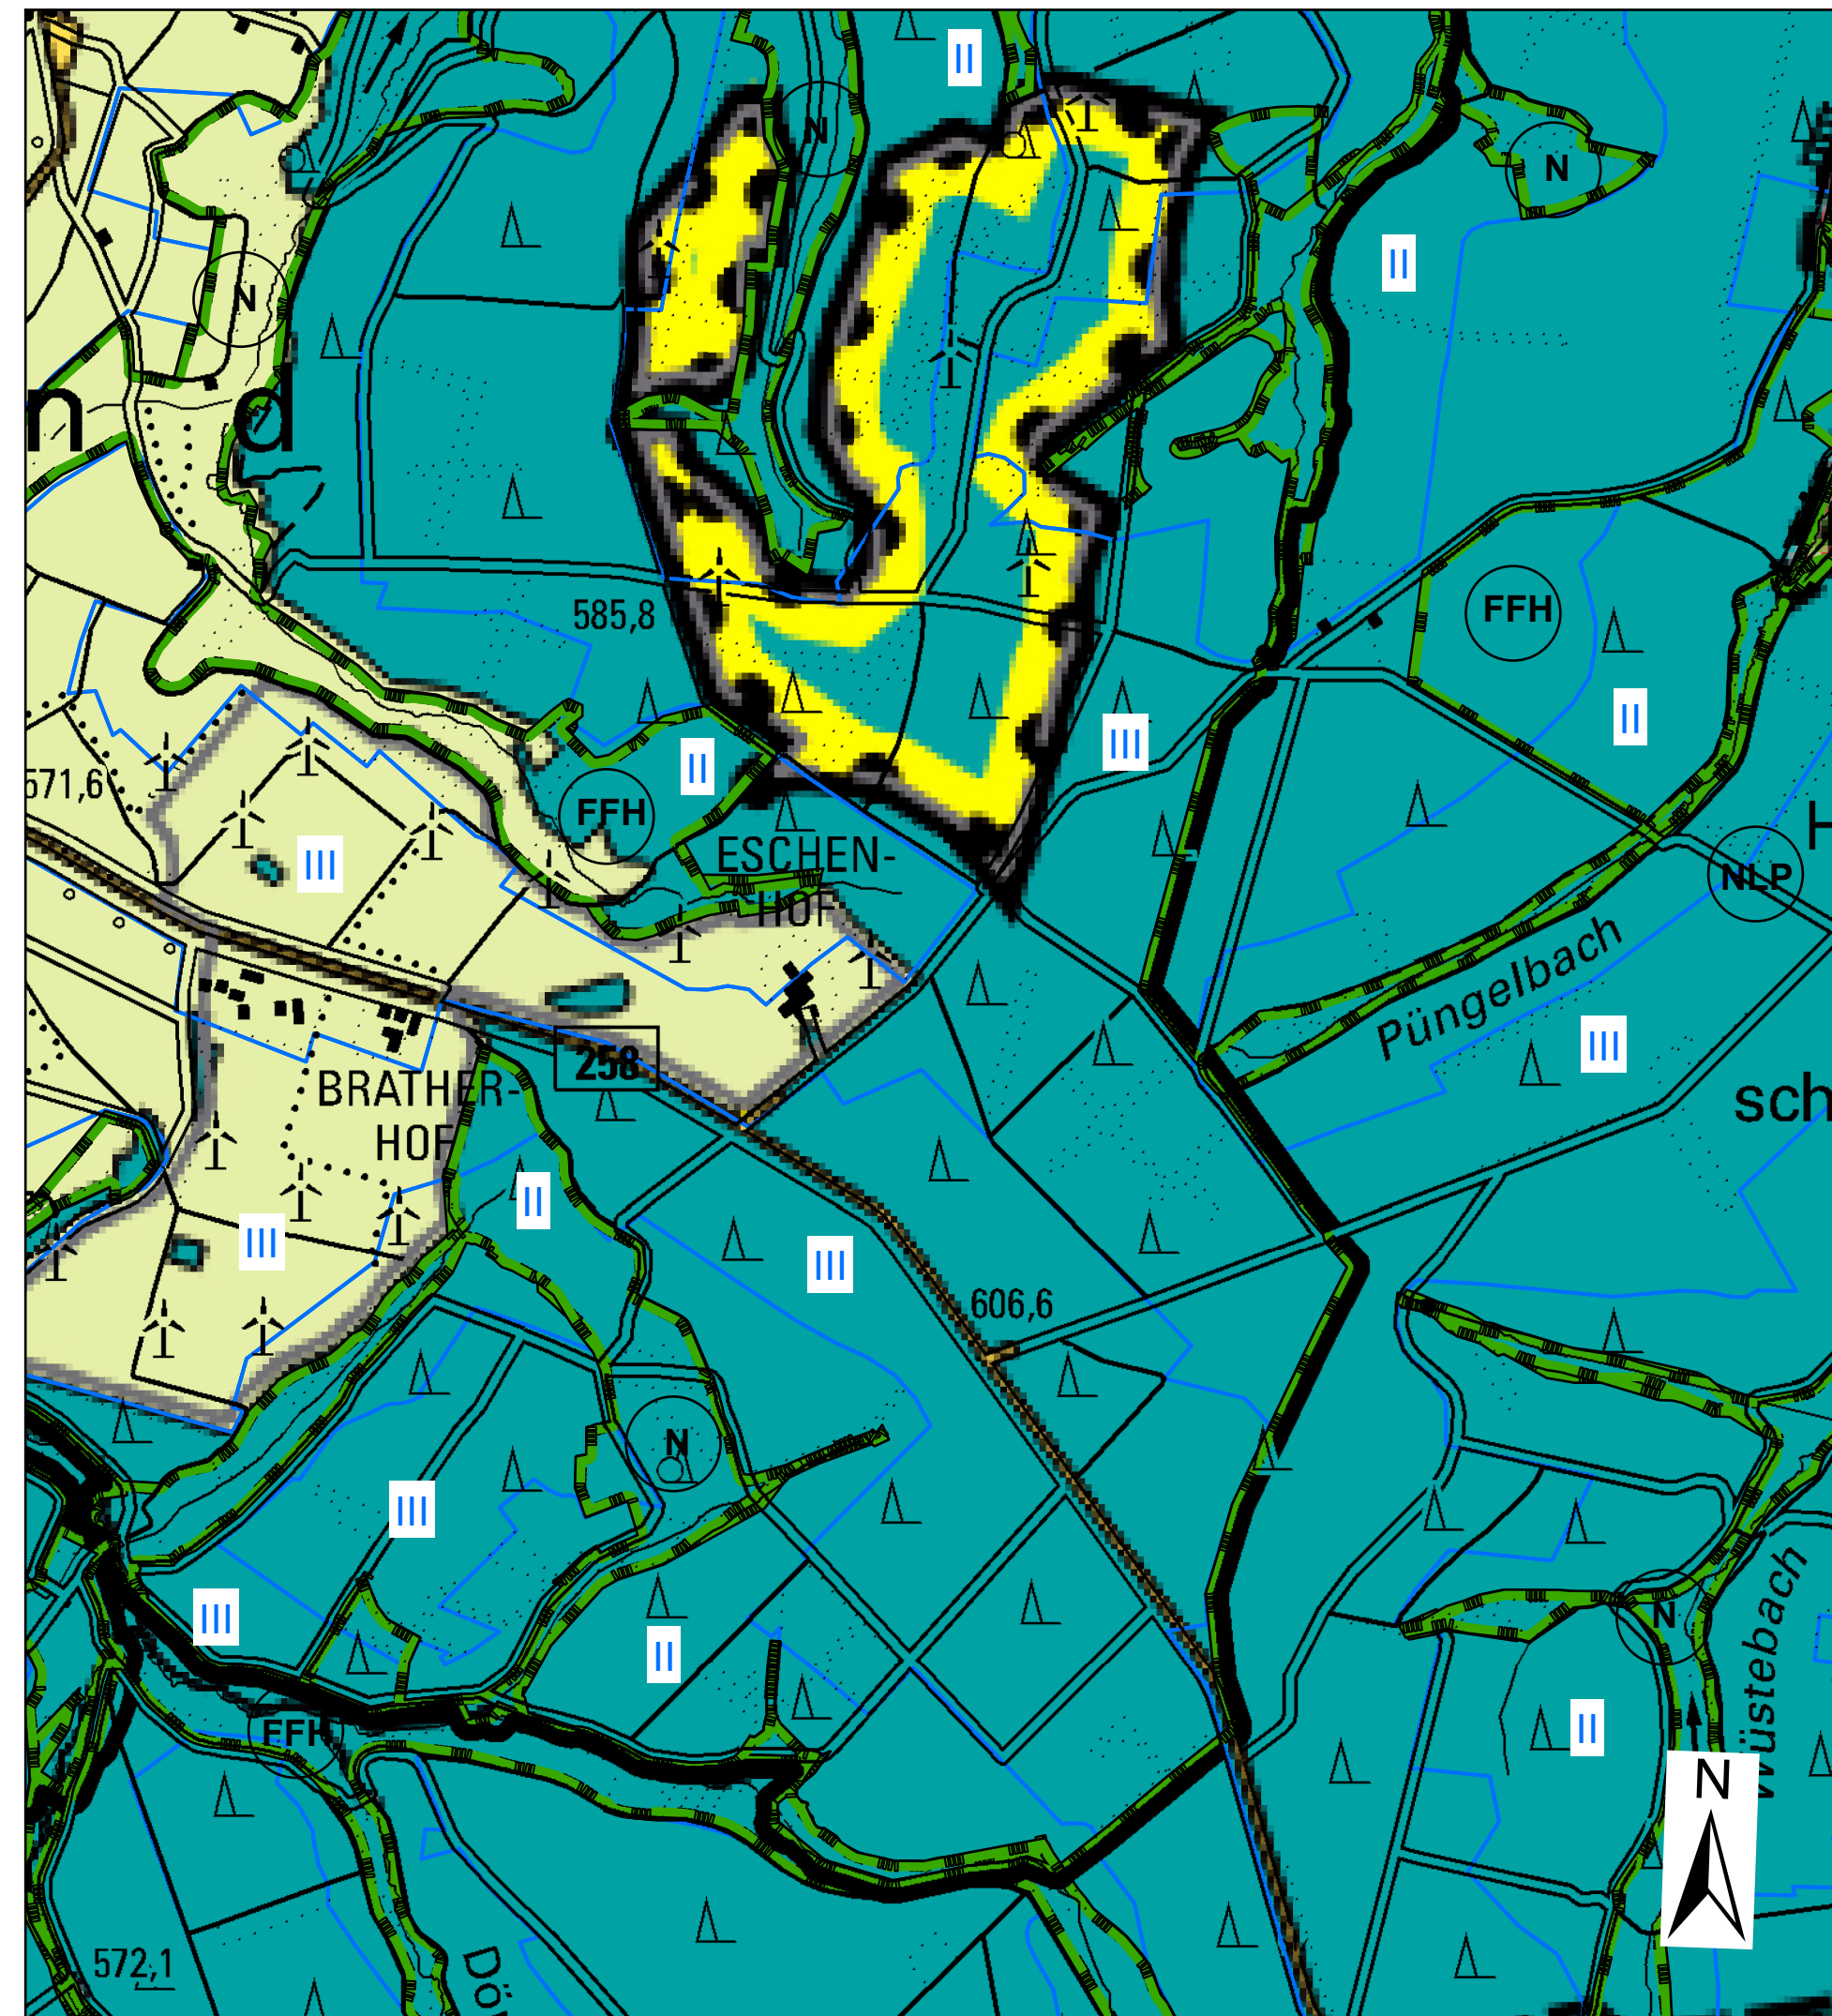 II
N
N
II
N
n d
585,8
FFH
II
III
II
571,6
FFH
III
ESCHEN-
HOF
NLP
H
Püngelbach
III
258
BRATHER-
HOF
sch
II
III
III
606,6
N
III
III
II
N
Wüstebach
FFH
II
N
572,1
Dör